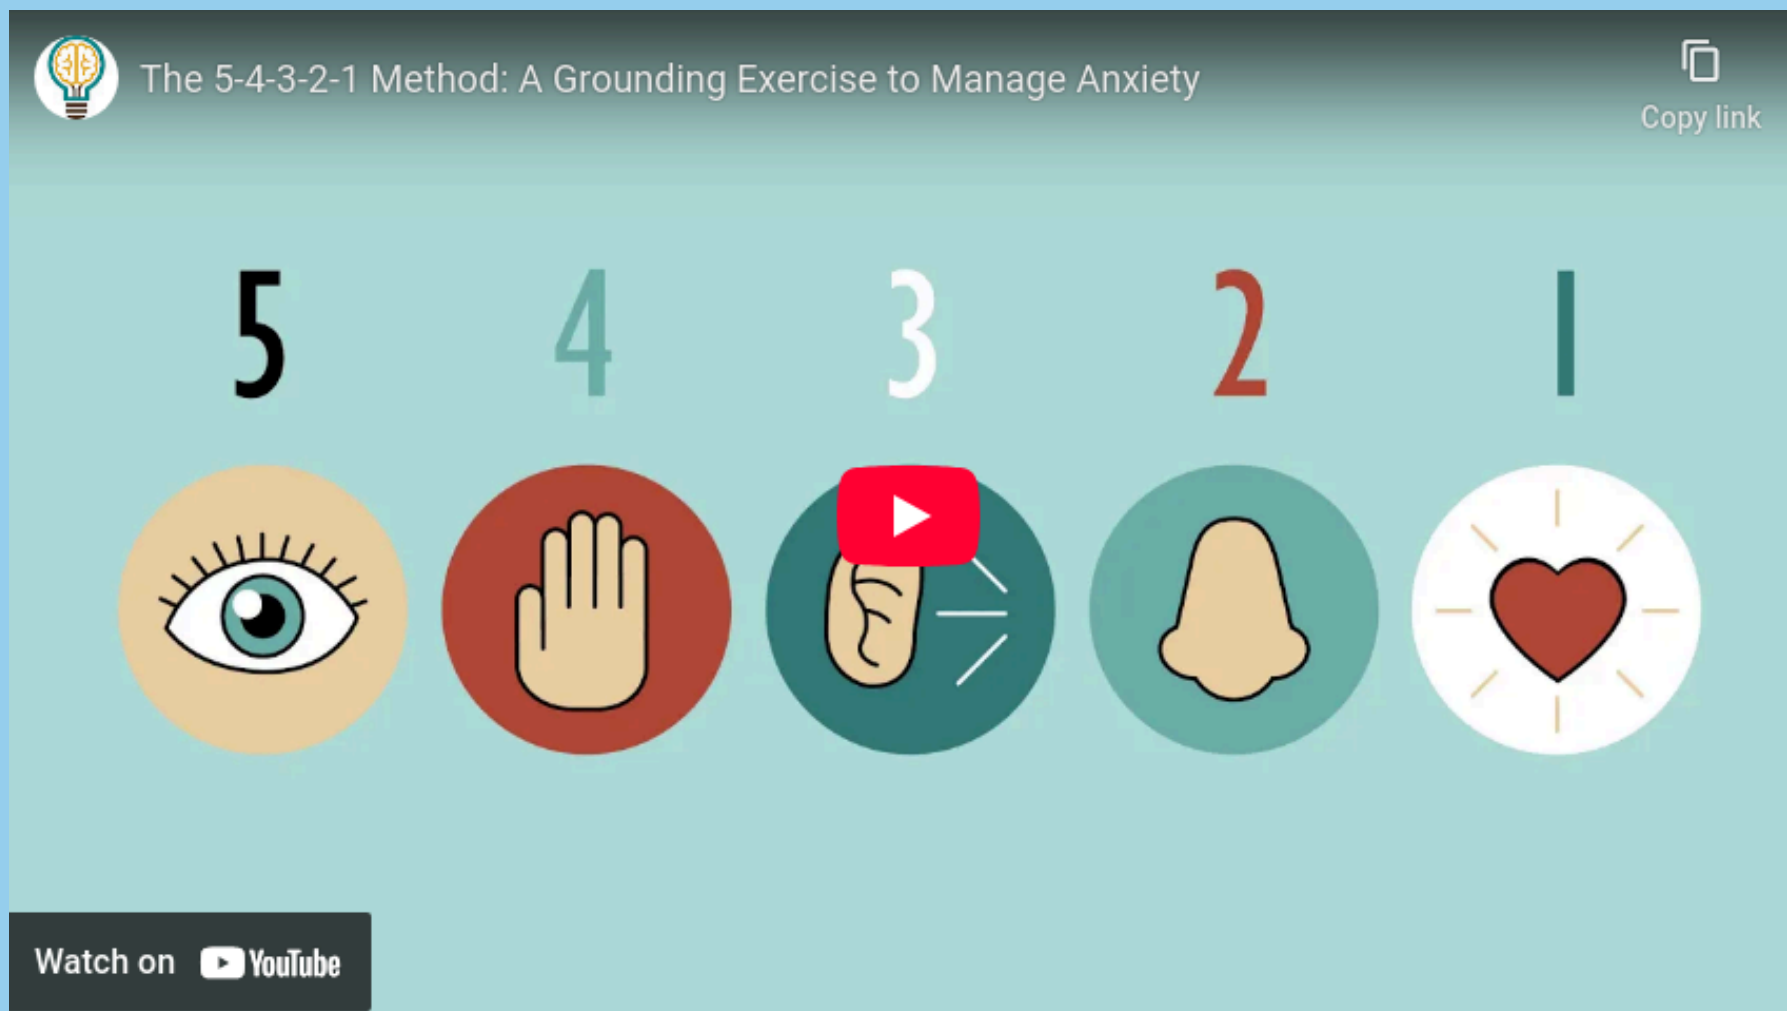 The 5-4-3-2-1 Method: A Grounding Exercise to Manage Anxiety
Copy link
5 4 3 2 1
Watch on YouTube